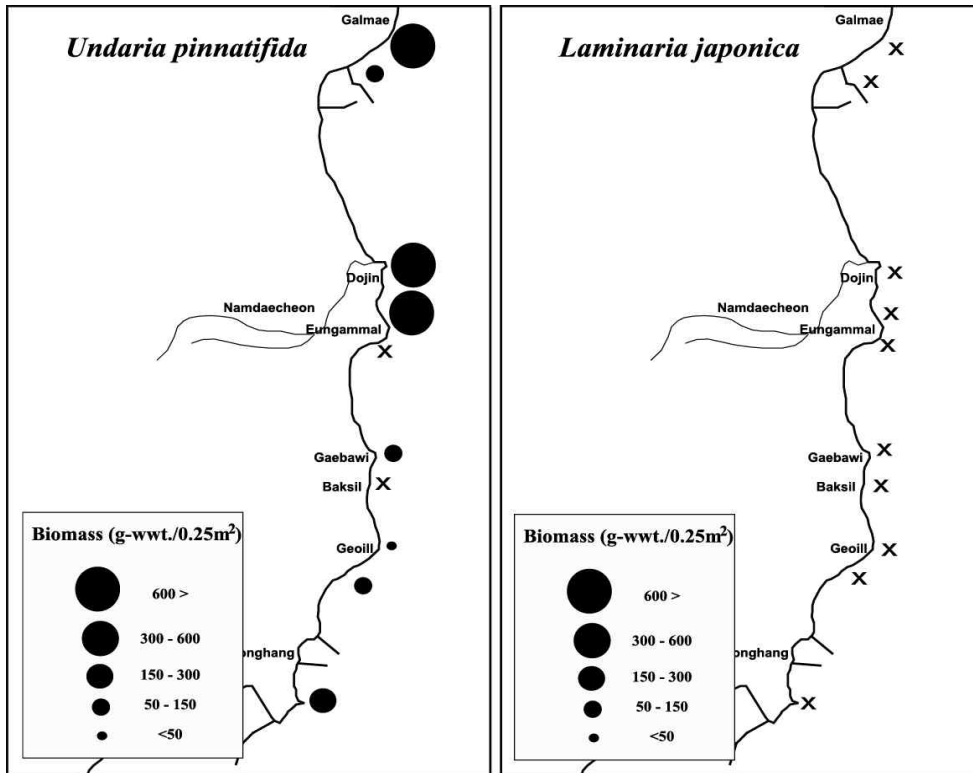 Galmae
Undaria pinnatifida
Dojin
Namdaecheon
Eungammal
X
Gaebawi
Baksil X
Geoill
onghang
Biomass (g-wwt./0.25m²)
600 >
300 - 600
150 - 300
50 - 150
<50
Galmae
Laminaria japonica
X
X
Dojin X
Namdaecheon
X
Eungammal
X
Gaebawi X
Baksil X
Geoill X
X
onghang
X
Biomass (g-wwt./0.25m²)
600 >
300 - 600
150 - 300
50 - 150
<50